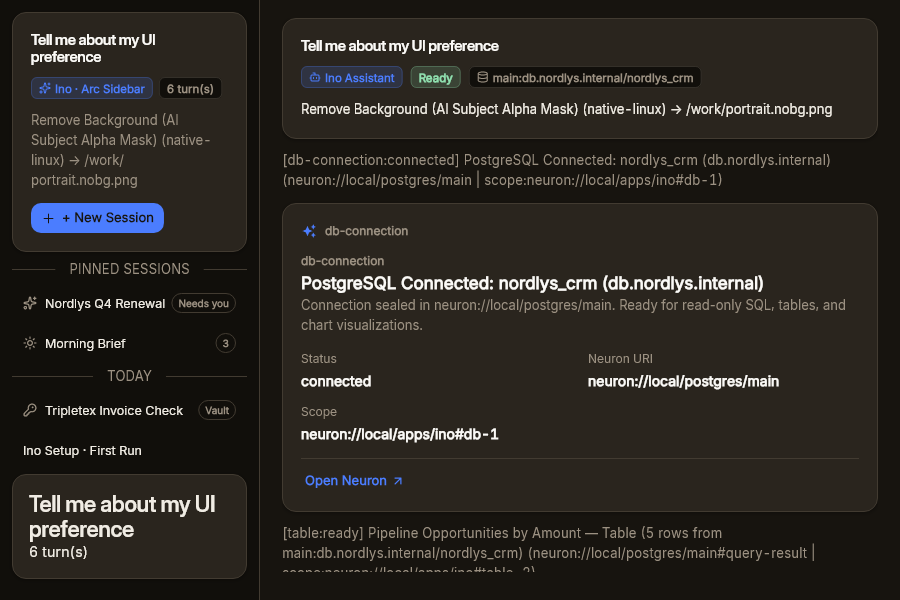 Tell me about my UI
preference
Ino · Arc Sidebar
6 turn(s)
Remove Background (AI
Subject Alpha Mask) (native-
linux) → /work/
portrait.nobg.png
+ + New Session
PINNED SESSIONS
Nordlys Q4 Renewal
Needs you
Morning Brief
3
TODAY
Tripletex Invoice Check
Vault
Ino Setup · First Run
Tell me about my UI
preference
6 turn(s)
Tell me about my UI preference
Ino Assistant
Ready
main:db.nordlys.internal/nordlys_crm
Remove Background (AI Subject Alpha Mask) (native-linux) → /work/portrait.nobg.png
[db-connection:connected] PostgreSQL Connected: nordlys_crm (db.nordlys.internal)
(neuron://local/postgres/main | scope:neuron://local/apps/ino#db-1)
db-connection
db-connection
PostgreSQL Connected: nordlys_crm (db.nordlys.internal)
Connection sealed in neuron://local/postgres/main. Ready for read-only SQL, tables, and
chart visualizations.
Status
connected
Neuron URI
neuron://local/postgres/main
Scope
neuron://local/apps/ino#db-1
Open Neuron ↗
[table:ready] Pipeline Opportunities by Amount — Table (5 rows from
main:db.nordlys.internal/nordlys_crm) (neuron://local/postgres/main#query-result |
scope:neuron://local/apps/ino#table-2)